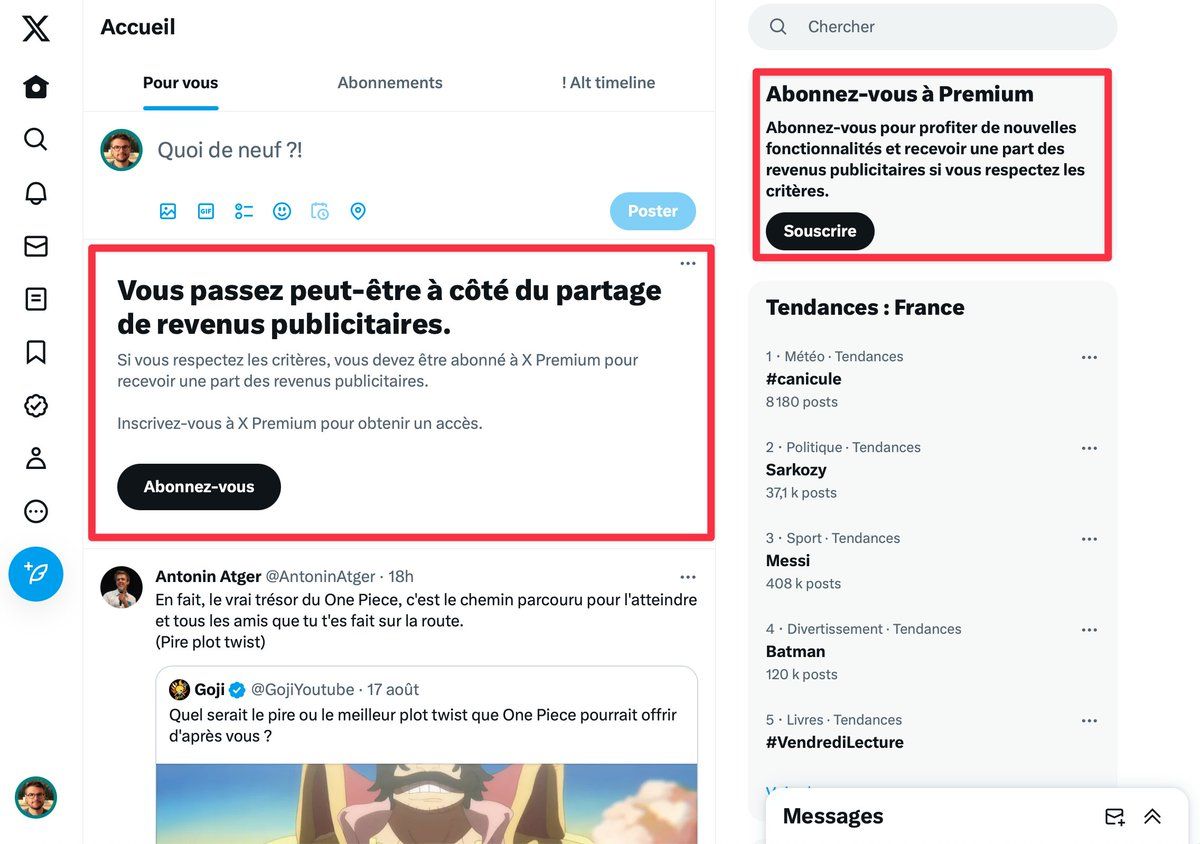 Accueil
Pour vous
Abonnements
! Alt timeline
Quoi de neuf ?!
GIF
Poster
Vous passez peut-être à côté du partage
de revenus publicitaires.
Si vous respectez les critères, vous devez être abonné à X Premium pour
recevoir une part des revenus publicitaires.
Inscrivez-vous à X Premium pour obtenir un accès.
Abonnez-vous
Antonin Atger @AntoninAtger · 18h
En fait, le vrai trésor du One Piece, c'est le chemin parcouru pour l'atteindre
et tous les amis que tu t'es fait sur la route.
(Pire plot twist)
Goji @GojiYoutube · 17 août
Quel serait le pire ou le meilleur plot twist que One Piece pourrait offrir
d'après vous ?
Chercher
Abonnez-vous à Premium
Abonnez-vous pour profiter de nouvelles
fonctionnalités et recevoir une part des
revenus publicitaires si vous respectez les
critères.
Souscrire
Tendances : France
1 · Météo · Tendances
#canicule
8 180 posts
2 · Politique · Tendances
Sarkozy
37,1 k posts
3 · Sport · Tendances
Messi
408 k posts
4 · Divertissement · Tendances
Batman
120 k posts
5 · Livres · Tendances
#VendrediLecture
Messages